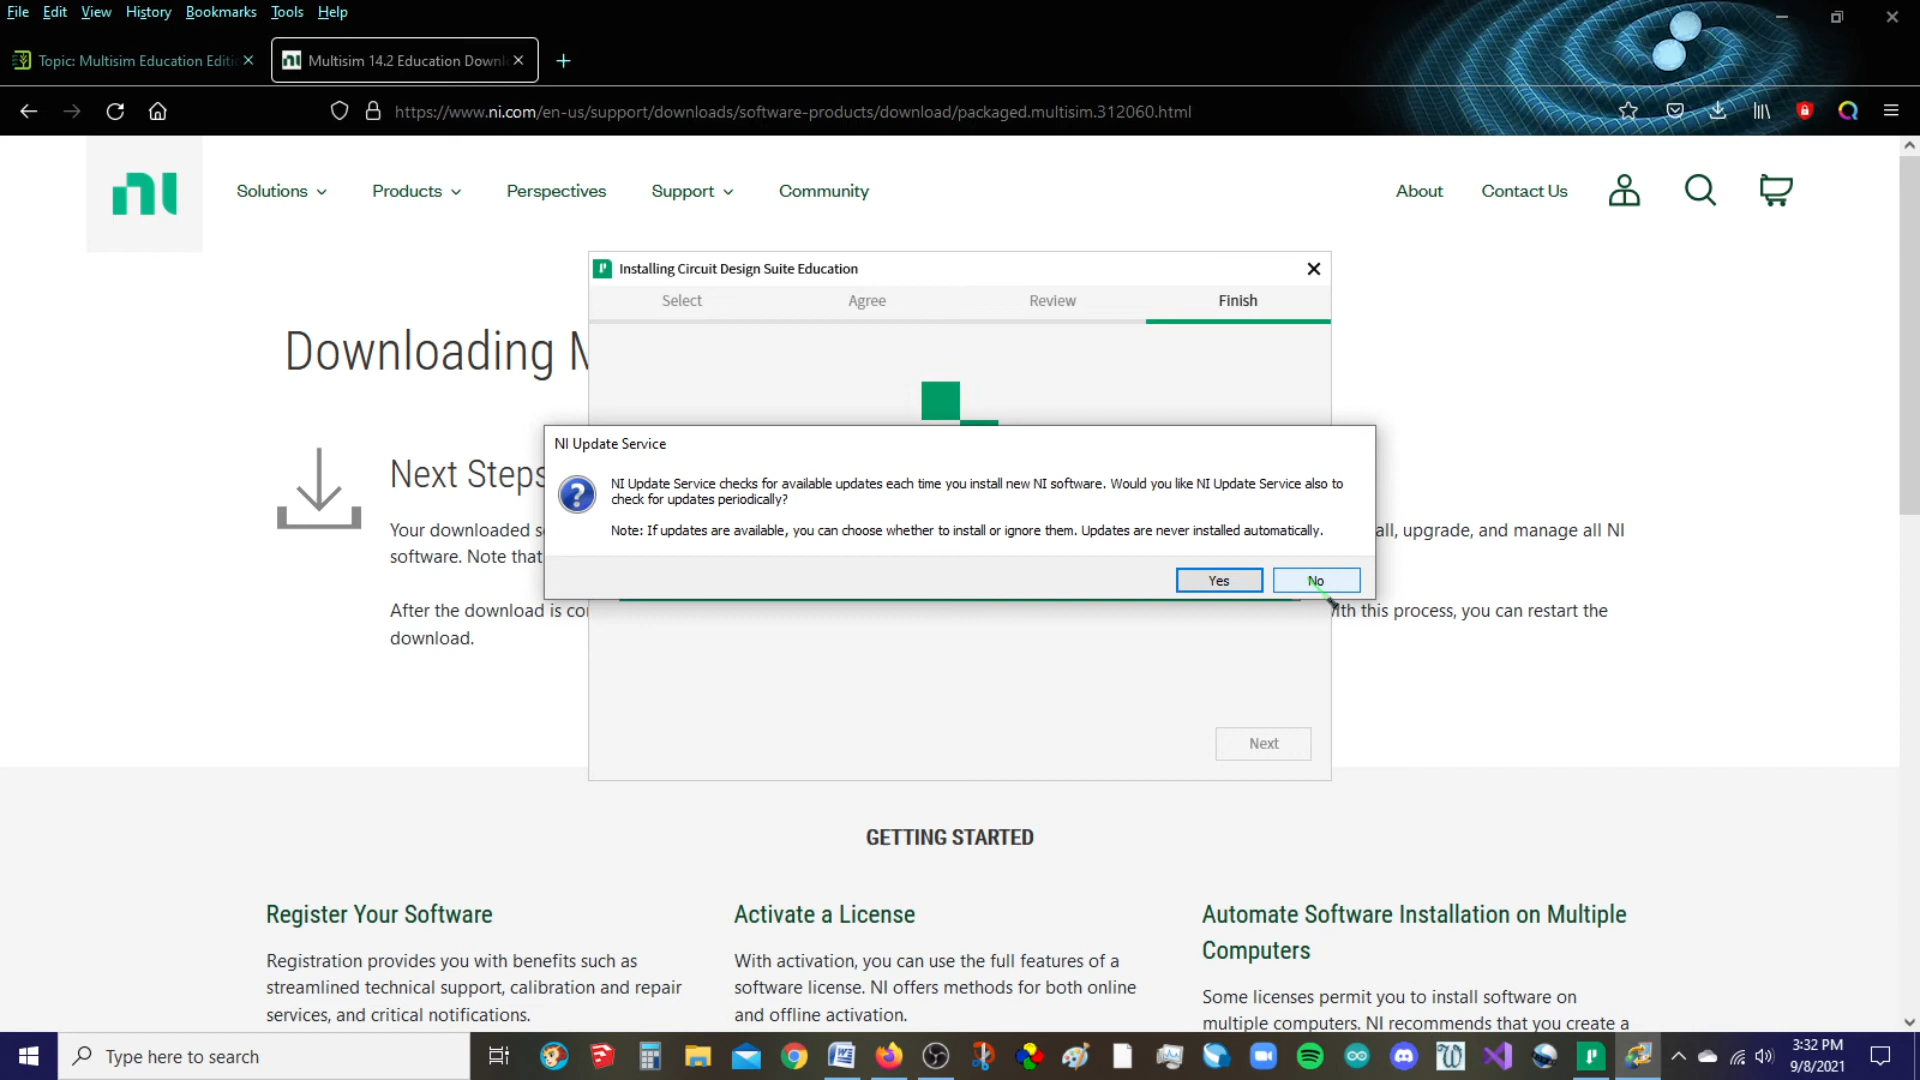 File Edit View History Bookmarks Tools Help
Topic: Multisim Education Editi
Multisim 14.2 Education Downl
https://www.ni.com/en-us/support/downloads/software-products/download/packaged.multisim.312060.html
ni
Solutions Products Perspectives Support Community
About Contact Us
Installing Circuit Design Suite Education
Select Agree Review Finish
Downloading
NI Update Service
NI Update Service checks for available updates each time you install new NI software. Would you like NI Update Service also to
check for updates periodically?
Note: If updates are available, you can choose whether to install or ignore them. Updates are never installed automatically.
Yes No
Next Steps
Your downloaded
all, upgrade, and manage all NI
software. Note that
After the download is
this process, you can restart the
download.
Next
GETTING STARTED
Register Your Software
Registration provides you with benefits such as
streamlined technical support, calibration and repair
services, and critical notifications.
Activate a License
With activation, you can use the full features of a
software license. NI offers methods for both online
and offline activation.
Automate Software Installation on Multiple
Computers
Some licenses permit you to install software on
multiple computers. NI recommends that you create a
Type here to search
3:32 PM
9/8/2021